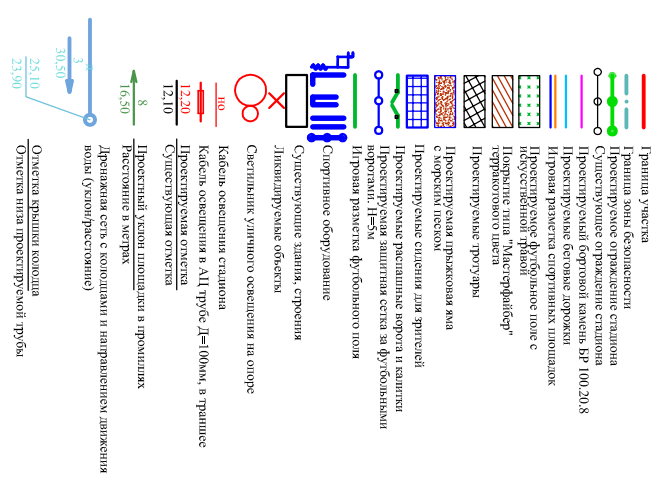 Граница участка
Граница зоны безопасности
Проектируемое ограждение стадиона
Существующее ограждение стадиона
Проектируемый бортовой камень БР 100.20.8
Проектируемые беговые дорожки
Игровая разметка спортивных площадок
Проектируемое футбольное поле с
искусственной травой
Покрытие типа "Мастерфайбер"
терракотового цвета
Проектируемые тротуары
Проектируемая прыжковая яма
с морским песком
Проектируемые сидения для зрителей
Проектируемые распашные ворота и калитки
Проектируемая защитная сетка за футбольными
воротами. Н=5м
Игровая разметка футбольного поля
Спортивное оборудование
Существующие здания, строения
Ликвидируемые объекты
Светильник уличного освещения на опоре
но
Кабель освещения стадиона
Кабель освещения в АЦ трубе Д=100мм, в траншее
12,20
Проектируемая отметка
12,10
Существующая отметка
8
Проектный уклон площадки в промиллях
16,50
Расстояние в метрах
3
30,50
Дренажная сеть с колодцами и направлением движения
воды (уклон/расстояние)
25,10
Отметка крышки колодца
23,90
Отметка низа проектируемой трубы